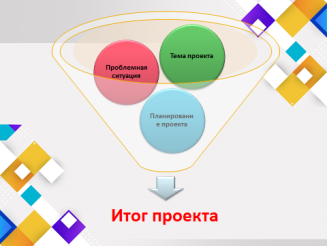 Тема проекта
Проблемная
ситуация
Планировани
е проекта
Итог проекта